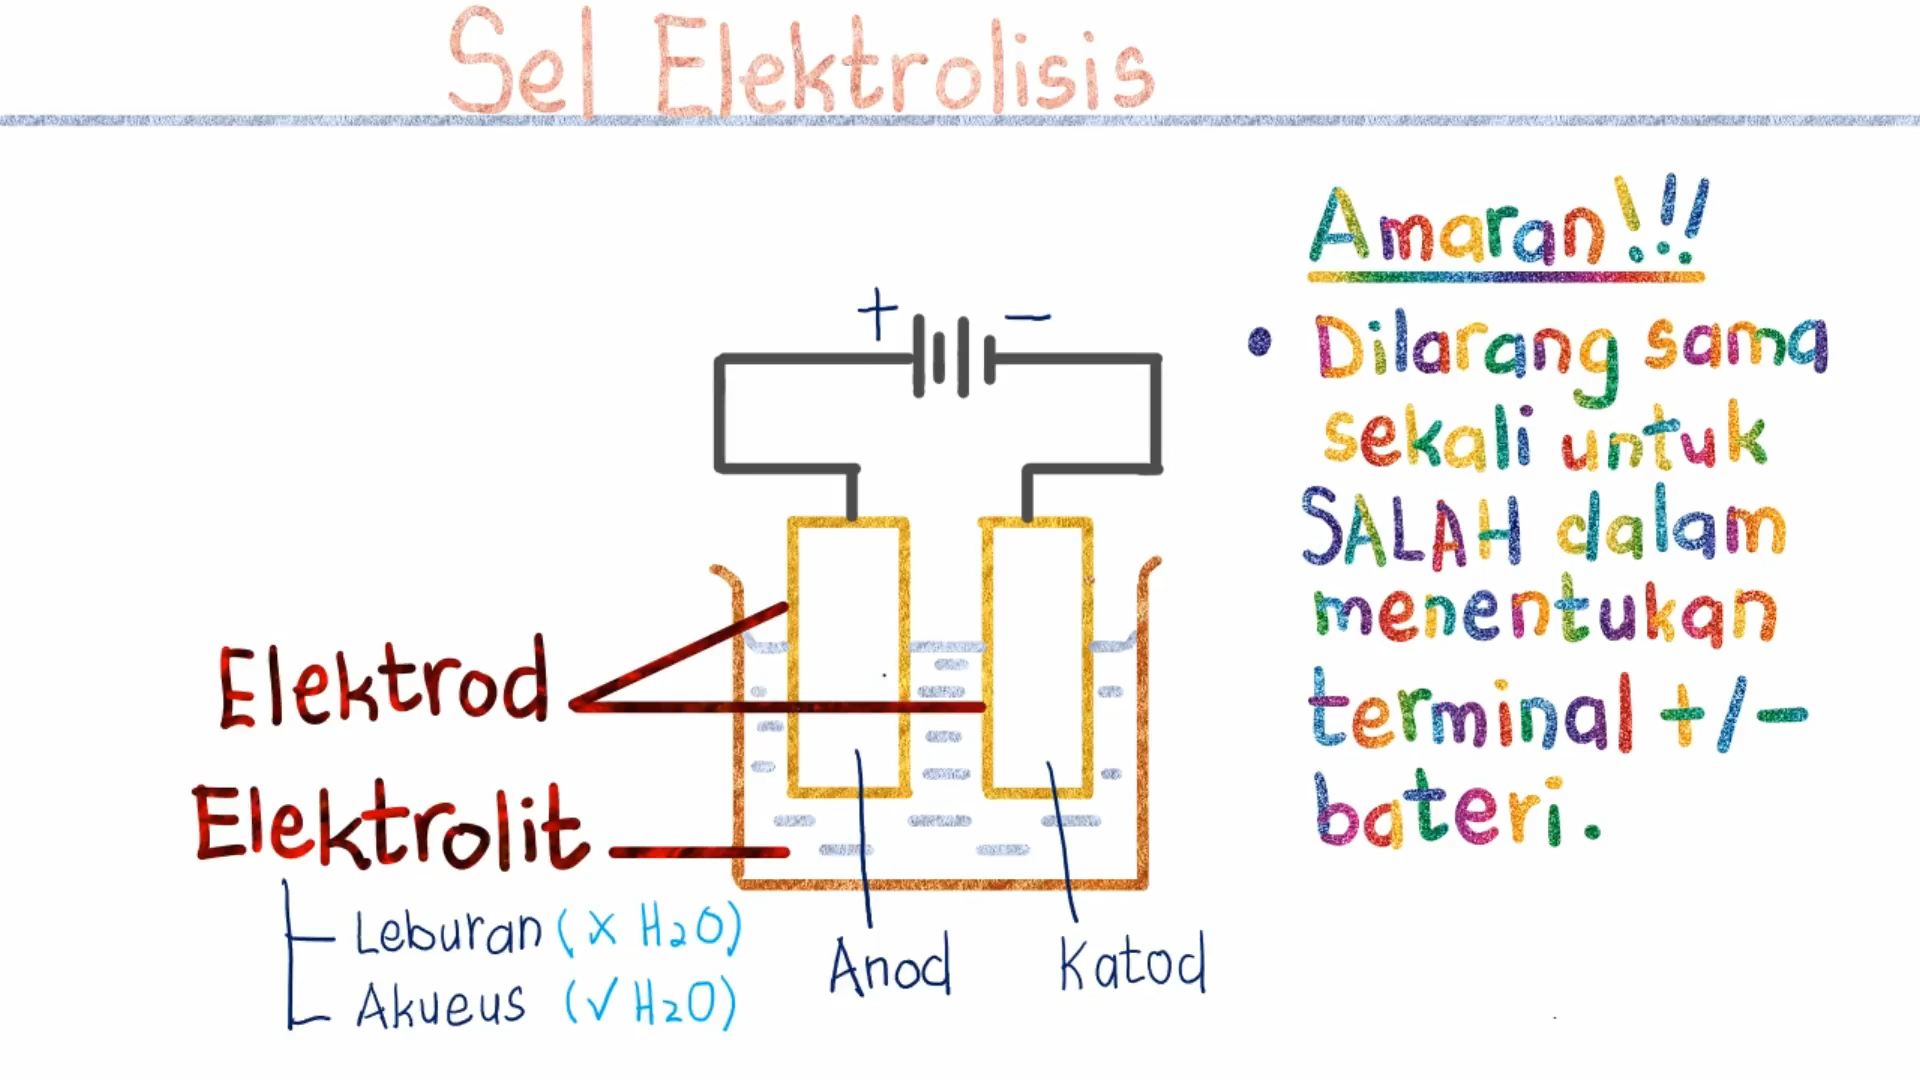 Sel Elektrolisis
Amaran!!!
• Dilarang sama
sekali untuk
SALAH dalam
menentukan
terminal +/-
bateri.
+ -
Elektrod
Elektrolit
Leburan (x H2O)
Akueus (√ H2O)
Anod
Katod